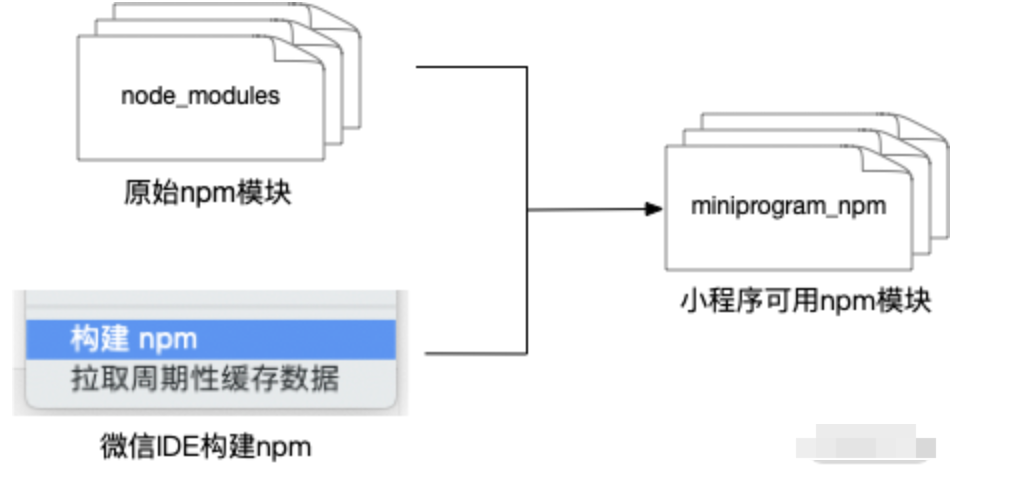 node_modules
原始npm模块
miniprogram_npm
小程序可用npm模块
构建 npm
拉取周期性缓存数据
微信IDE构建npm